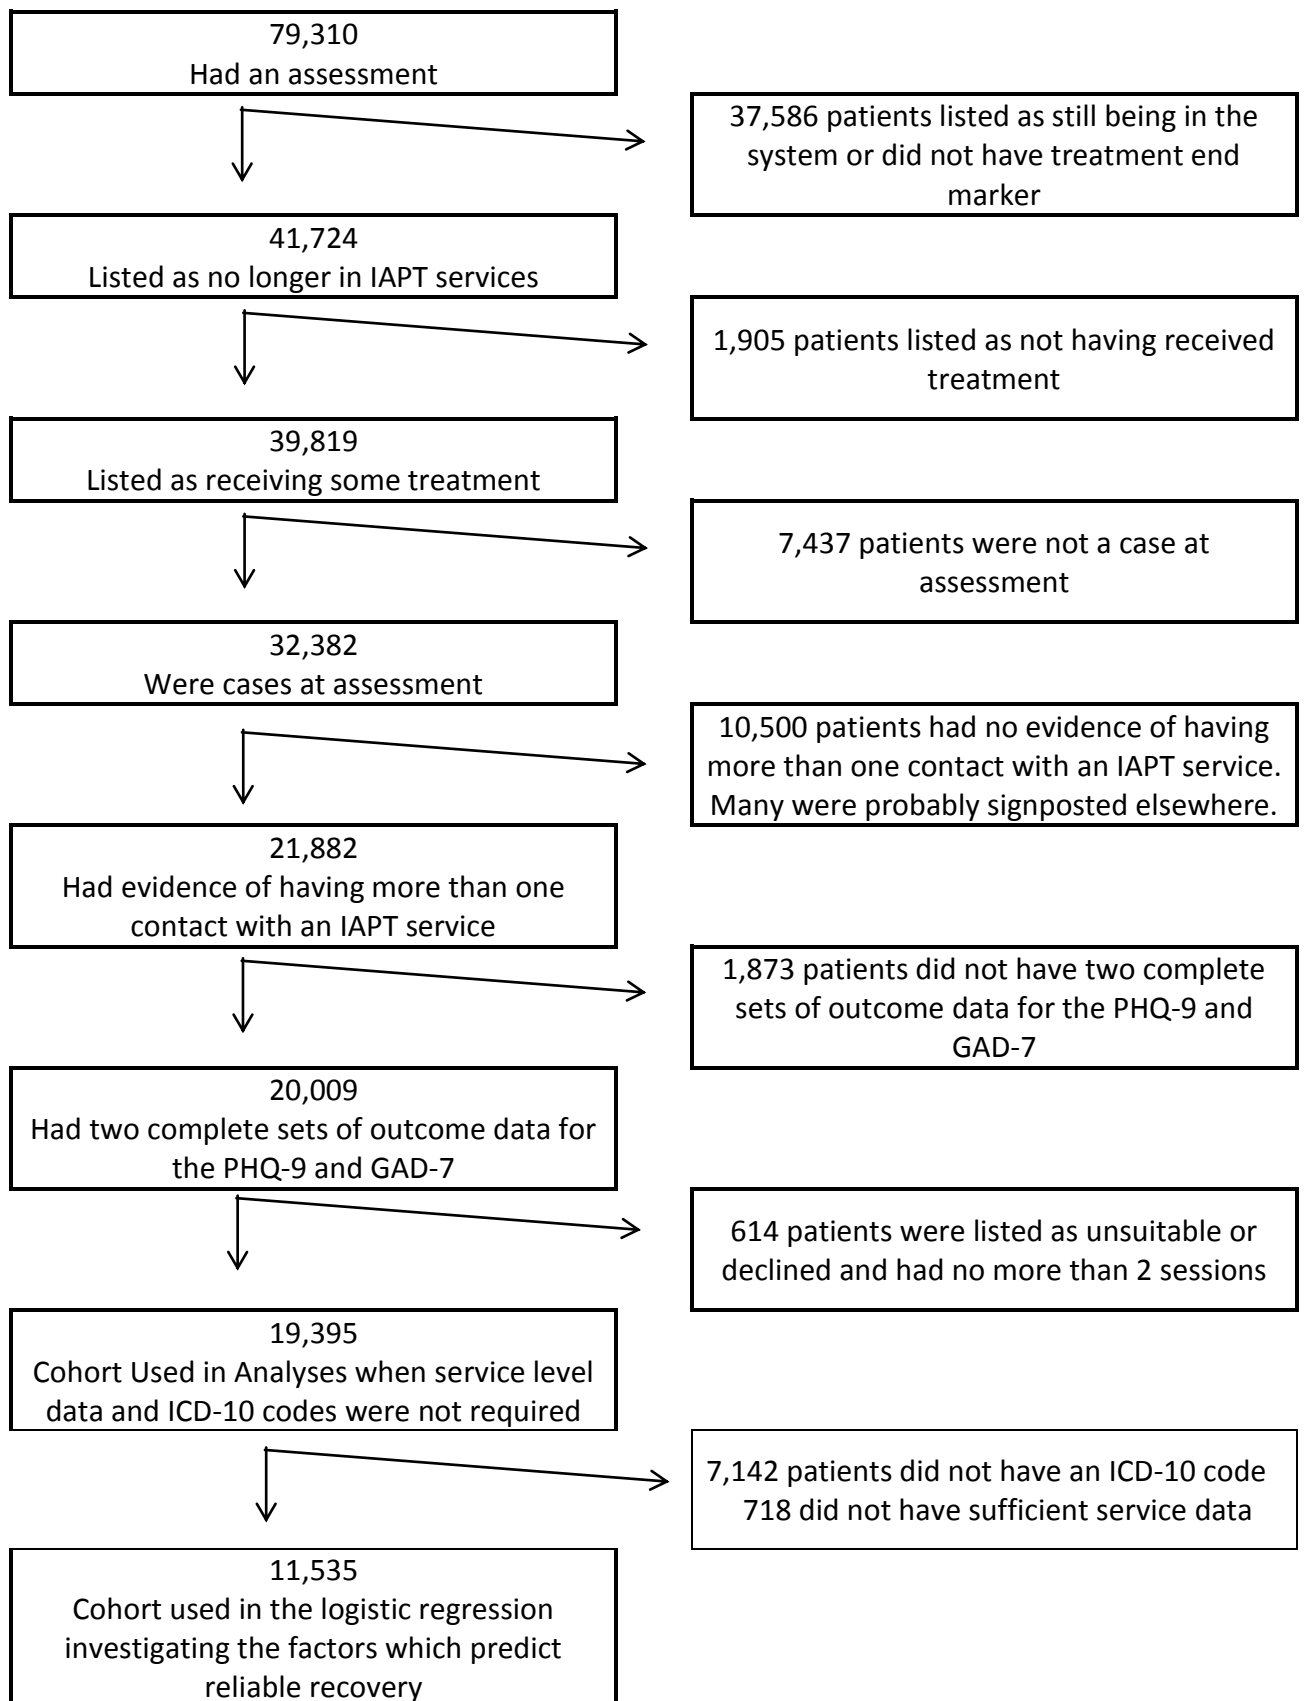 79,310
Had an assessment
37,586 patients listed as still being in the
system or did not have treatment end
marker
41,724
Listed as no longer in IAPT services
1,905 patients listed as not having received
treatment
39,819
Listed as receiving some treatment
7,437 patients were not a case at
assessment
32,382
Were cases at assessment
10,500 patients had no evidence of having
more than one contact with an IAPT service.
Many were probably signposted elsewhere.
21,882
Had evidence of having more than one
contact with an IAPT service
1,873 patients did not have two complete
sets of outcome data for the PHQ-9 and
GAD-7
20,009
Had two complete sets of outcome data for
the PHQ-9 and GAD-7
614 patients were listed as unsuitable or
declined and had no more than 2 sessions
19,395
Cohort Used in Analyses when service level
data and ICD-10 codes were not required
7,142 patients did not have an ICD-10 code
718 did not have sufficient service data
11,535
Cohort used in the logistic regression
investigating the factors which predict
reliable recovery